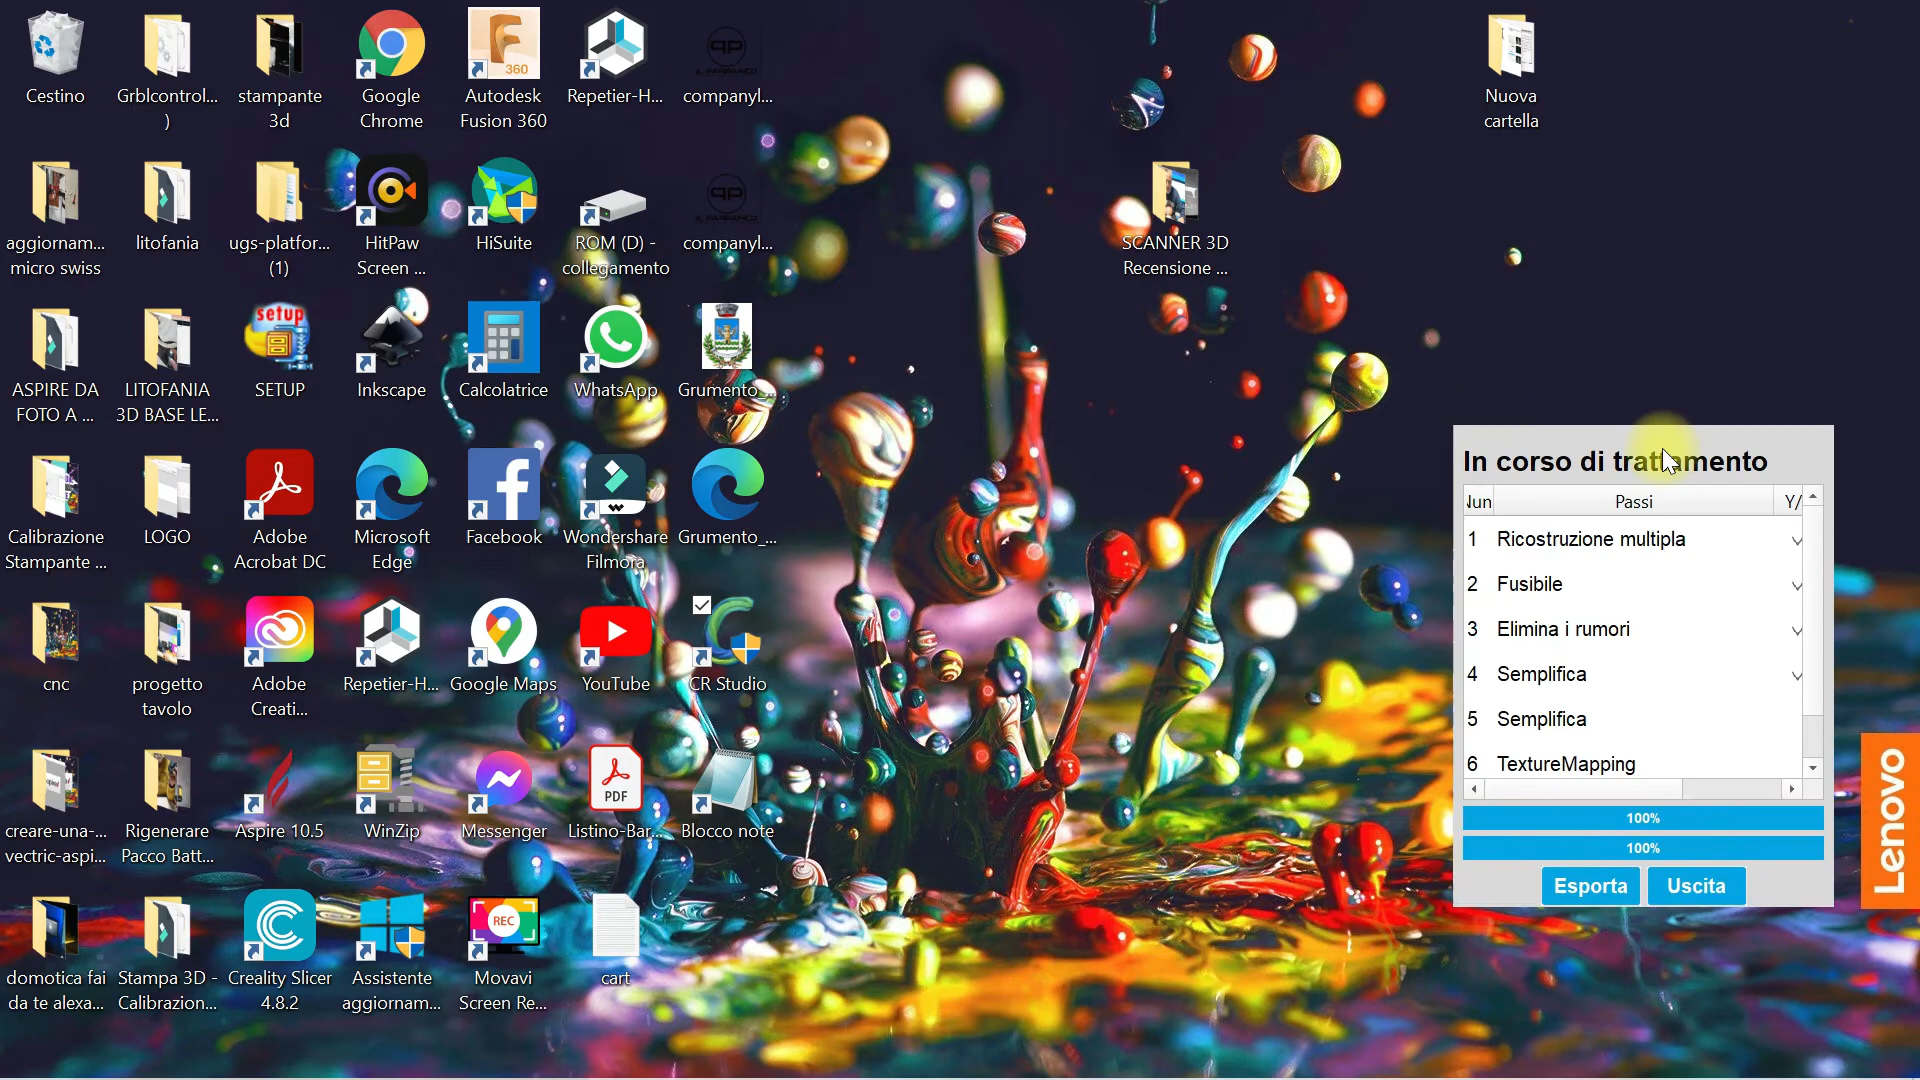 Cestino
Grblcontrol...
)
stampante
3d
Google
Chrome
360
Autodesk
Fusion 360
Repetier-H...
companyl...
Nuova
cartella
aggiornam...
micro swiss
litofania
ugs-platfor...
(1)
HitPaw
Screen ...
HiSuite
ROM (D) -
collegamento
companyl...
SCANNER 3D
Recensione ...
ASPIRE DA
FOTO A ...
LITOFANIA
3D BASE LE...
setup
SETUP
Inkscape
Calcolatrice
WhatsApp
Grumento_...
Calibrazione
Stampante ...
LOGO
Adobe
Acrobat DC
Microsoft
Edge
Facebook
Wondershare
Filmora
Grumento_...
cnc
progetto
tavolo
Adobe
Creati...
Repetier-H...
Google Maps
YouTube
CR Studio
creare-una-...
vectric-aspi...
Rigenerare
Pacco Batt...
Aspire 10.5
WinZip
Messenger
PDF
Listino-Bar...
Blocco note
domotica fai
da te alexa...
Stampa 3D -
Calibrazion...
Creality Slicer
4.8.2
Assistente
aggiornam...
REC
Movavi
Screen Re...
cart
In corso di trattamento
Passi Y/
1 Ricostruzione multipla
2 Fusibile
3 Elimina i rumori
4 Semplifica
5 Semplifica
6 TextureMapping
100%
100%
Esporta Uscita
Lenovo